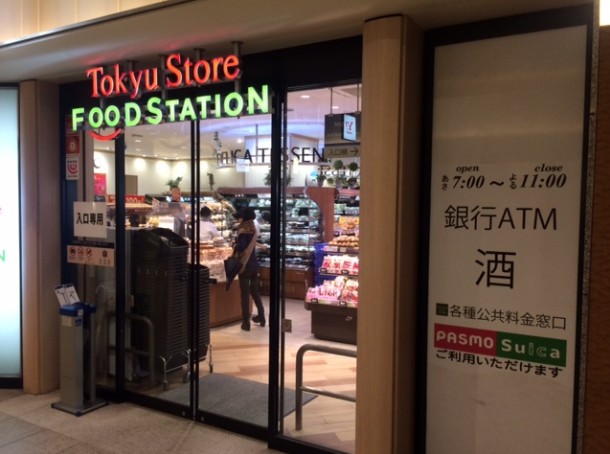 Tokyu Store
FOODSTATION
DELICATESSEN
入口専用
open close
あさ 7:00 〜 よる 11:00
銀行ATM
酒
各種公共料金窓口
PASMO Suica
ご利用いただけます